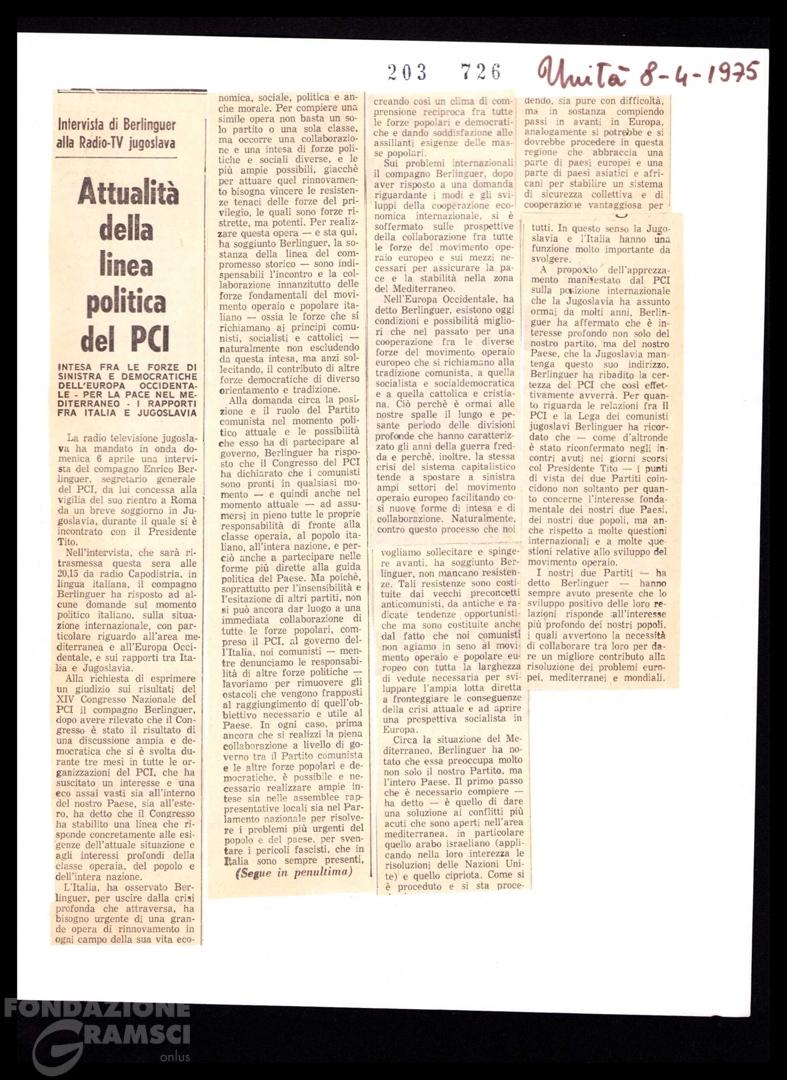 203 726
Unità 8-4-1975
Intervista di Berlinguer
alla Radio-TV jugoslava
Attualità
della
linea
politica
del PCI
INTESA FRA LE FORZE DI
SINISTRA E DEMOCRATICHE
DELL'EUROPA OCCIDENTA-
LE - PER LA PACE NEL ME-
DITERRANEO - I RAPPORTI
FRA ITALIA E JUGOSLAVIA
La radio televisione jugosla-
va ha mandato in onda do-
menica 6 aprile una intervi-
sta del compagno Enrico Ber-
linguer, segretario generale
del PCI, da lui concessa alla
vigilia del suo rientro a Roma
da un breve soggiorno in Ju-
goslavia, durante il quale si è
incontrato con il Presidente
Tito.
Nell'intervista, che sarà ri-
trasmessa questa sera alle
20,15 da radio Capodistria, in
lingua italiana, il compagno
Berlinguer ha risposto ad al-
cune domande sul momento
politico italiano, sulla situa-
zione internazionale, con par-
ticolare riguardo all'area me-
diterranea e all'Europa Occi-
dentale, e sui rapporti tra Ita-
lia e Jugoslavia.
Alla richiesta di esprimere
un giudizio sui risultati del
XIV Congresso Nazionale del
PCI il compagno Berlinguer,
dopo avere rilevato che il Con-
gresso è stato il risultato di
una discussione ampia e de-
mocratica che si è svolta du-
rante tre mesi in tutte le or-
ganizzazioni del PCI, che ha
suscitato un interesse e una
eco assai vasti sia all'interno
del nostro Paese, sia all'este-
ro, ha detto che il Congresso
ha stabilito una linea che ri-
sponde concretamente alle esi-
genze dell'attuale situazione e
agli interessi profondi della
classe operaia, del popolo e
dell'intera nazione.
L'Italia, ha osservato Ber-
linguer, per uscire dalla crisi
profonda che attraversa, ha
bisogno urgente di una gran-
de opera di rinnovamento in
ogni campo della sua vita eco-
nomica, sociale, politica e an-
che morale. Per compiere una
simile opera non basta un so-
lo partito o una sola classe,
ma occorre una collaborazio-
ne e una intesa di forze poli-
tiche e sociali diverse, e le
più ampie possibili, giacchè
per attuare quel rinnovamento
bisogna vincere le resisten-
ze tenaci delle forze del pri-
vilegio, le quali sono forze ri-
strette, ma potenti. Per realiz-
zare questa opera — e sta qui,
ha soggiunto Berlinguer, la so-
stanza della linea del com-
promesso storico — sono indi-
spensabili l'incontro e la col-
laborazione innanzitutto delle
forze fondamentali del movi-
mento operaio e popolare ita-
liano — ossia le forze che si
richiamano ai principi comu-
nisti, socialisti e cattolici —
naturalmente non escludendo
da questa intesa, ma anzi sol-
lecitando, il contributo di altre
forze democratiche di diverso
orientamento e tradizione.
Alla domanda circa la posi-
zione e il ruolo del Partito
comunista nel momento poli-
tico attuale e le possibilità
che esso ha di partecipare al
governo, Berlinguer ha rispo-
sto che il Congresso del PCI
ha dichiarato che i comunisti
sono pronti in qualsiasi mo-
mento — e quindi anche nel
momento attuale — ad assu-
mersi in pieno tutte le proprie
responsabilità di fronte alla
classe operaia, al popolo ita-
liano, all'intera nazione, e per-
ciò anche a partecipare nelle
forme più dirette alla guida
politica del Paese. Ma poichè,
soprattutto per l'insensibilità e
l'esitazione di altri partiti, non
si può ancora dar luogo a una
immediata collaborazione di
tutte le forze popolari, com-
preso il PCI, al governo del-
l'Italia, noi comunisti — men-
tre denunciamo le responsabi-
lità di altre forze politiche —
lavoriamo per rimuovere gli
ostacoli che vengono frapposti
al raggiungimento di quell'ob-
biettivo necessario e utile al
Paese. In ogni caso, prima
ancora che si realizzi la piena
collaborazione a livello di go-
verno tra il Partito comunista
e le altre forze popolari e de-
mocratiche, è possibile e ne-
cessario realizzare ampie in-
tese sia nelle assemblee rap-
presentative locali sia nel Par-
lamento nazionale per risolve-
re i problemi più urgenti del
popolo e del paese, per sven-
tare i pericoli fascisti, che in
Italia sono sempre presenti,
(Segue in penultima)
creando così un clima di com-
prensione reciproca fra tutte
le forze popolari e democrati-
che e dando soddisfazione alle
assillanti esigenze delle mas-
se popolari.
Sui problemi internazionali
il compagno Berlinguer, dopo
aver risposto a una domanda
riguardante i modi e gli svi-
luppi della cooperazione eco-
nomica internazionale, si è
soffermato sulle prospettive
della collaborazione fra tutte
le forze del movimento ope-
raio europeo e sui mezzi ne-
cessari per assicurare la pa-
ce e la stabilità nella zona
del Mediterraneo.
Nell'Europa Occidentale, ha
detto Berlinguer, esistono oggi
condizioni e possibilità miglio-
ri che nel passato per una
cooperazione fra le diverse
forze del movimento operaio
europeo che si richiamano alla
tradizione comunista, a quella
socialista e socialdemocratica
e a quella cattolica e cristia-
na. Ciò perchè è ormai alle
nostre spalle il lungo e pe-
sante periodo delle divisioni
profonde che hanno caratteriz-
zato gli anni della guerra fred-
da e perchè, inoltre, la stessa
crisi del sistema capitalistico
tende a spostare a sinistra
ampi settori del movimento
operaio europeo facilitando co-
sì nuove forme di intesa e di
collaborazione. Naturalmente,
contro questo processo che noi
vogliamo sollecitare e spinge-
re avanti, ha soggiunto Ber-
linguer, non mancano resisten-
ze. Tali resistenze sono costi-
tuite dai vecchi preconcetti
anticomunisti, da antiche e ra-
dicate tendenze opportunisti-
che ma sono costituite anche
dal fatto che noi comunisti
non agiamo in seno al movi-
mento operaio e popolare eu-
ropeo con tutta la larghezza
di vedute necessaria per svi-
luppare l'ampia lotta diretta
a fronteggiare le conseguenze
della crisi attuale e ad aprire
una prespettiva socialista in
Europa.
Circa la situazione del Me-
diterraneo, Berlinguer ha no-
tato che essa preoccupa molto
non solo il nostro Partito, ma
l'intero Paese. Il primo passo
che è necessario compiere —
ha detto — è quello di dare
una soluzione ai conflitti più
acuti che sono aperti nell'area
mediterranea, in particolare
quello arabo israeliano (appli-
cando nella loro interezza le
risoluzioni delle Nazioni Uni-
te) e quello cipriota. Come si
è proceduto e si sta proce-
dendo, sia pure con difficoltà,
ma in sostanza compiendo
passi in avanti in Europa,
analogamente si potrebbe e si
dovrebbe procedere in questa
regione che abbraccia una
parte di paesi europei e una
parte di paesi asiatici e afri-
cani per stabilire un sistema
di sicurezza collettiva e di
cooperazione vantaggiosa per
tutti. In questo senso la Jugo-
slavia e l'Italia hanno una
funzione molto importante da
svolgere.
A proposito dell'apprezza-
mento manifestato dal PCI
sulla posizione internazionale
che la Jugoslavia ha assunto
ormai da molti anni, Berlin-
guer ha affermato che è in-
teresse profondo non solo del
nostro partito, ma del nostro
Paese, che la Jugoslavia man-
tenga questo suo indirizzo.
Berlinguer ha ribadito la cer-
tezza del PCI che così effet-
tivamente avverrà. Per quan-
to riguarda le relazioni fra il
PCI e la Lega dei comunisti
jugoslavi Berlinguer ha ricor-
dato che — come d'altronde
è stato riconfermato negli in-
contri avuti nei giorni scorsi
col Presidente Tito — i punti
di vista dei due Partiti coin-
cidono non soltanto per quan-
to concerne l'interesse fonda-
mentale dei nostri due Paesi,
dei nostri due popoli, ma an-
che rispetto a molte questioni
internazionali e a molte que-
stioni relative allo sviluppo del
movimento operaio.
I nostri due Partiti — ha
detto Berlinguer — hanno
sempre avuto presente che lo
sviluppo positivo delle loro re-
lazioni risponde all'interesse
più profondo dei nostri popoli,
i quali avvertono la necessità
di collaborare tra loro per da-
re un migliore contributo alla
risoluzione dei problemi euro-
pei, mediterranei e mondiali.
FONDAZIONE
GRAMSCI
onlus